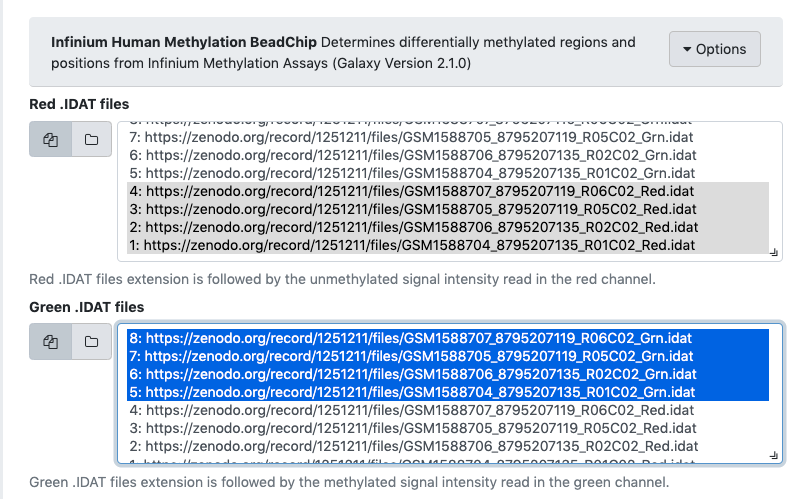 Infinium Human Methylation BeadChip Determines differentially methylated regions and
positions from Infinium Methylation Assays (Galaxy Version 2.1.0)
Options
Red .IDAT files
7: https://zenodo.org/record/1251211/files/GSM1588705_8795207119_R05C02_Grn.idat
6: https://zenodo.org/record/1251211/files/GSM1588706_8795207135_R02C02_Grn.idat
5: https://zenodo.org/record/1251211/files/GSM1588704_8795207135_R01C02_Grn.idat
4: https://zenodo.org/record/1251211/files/GSM1588707_8795207119_R06C02_Red.idat
3: https://zenodo.org/record/1251211/files/GSM1588705_8795207119_R05C02_Red.idat
2: https://zenodo.org/record/1251211/files/GSM1588706_8795207135_R02C02_Red.idat
1: https://zenodo.org/record/1251211/files/GSM1588704_8795207135_R01C02_Red.idat
Red .IDAT files extension is followed by the unmethylated signal intensity read in the red channel.
Green .IDAT files
8: https://zenodo.org/record/1251211/files/GSM1588707_8795207119_R06C02_Grn.idat
7: https://zenodo.org/record/1251211/files/GSM1588705_8795207119_R05C02_Grn.idat
6: https://zenodo.org/record/1251211/files/GSM1588706_8795207135_R02C02_Grn.idat
5: https://zenodo.org/record/1251211/files/GSM1588704_8795207135_R01C02_Grn.idat
4: https://zenodo.org/record/1251211/files/GSM1588707_8795207119_R06C02_Red.idat
3: https://zenodo.org/record/1251211/files/GSM1588705_8795207119_R05C02_Red.idat
2: https://zenodo.org/record/1251211/files/GSM1588706_8795207135_R02C02_Red.idat
Green .IDAT files extension is followed by the methylated signal intensity read in the green channel.